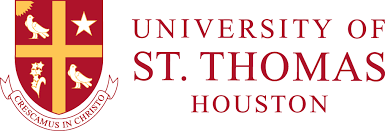 UNIVERSITY OF
ST. THOMAS
HOUSTON
CRESCAMUS IN CHRISTO